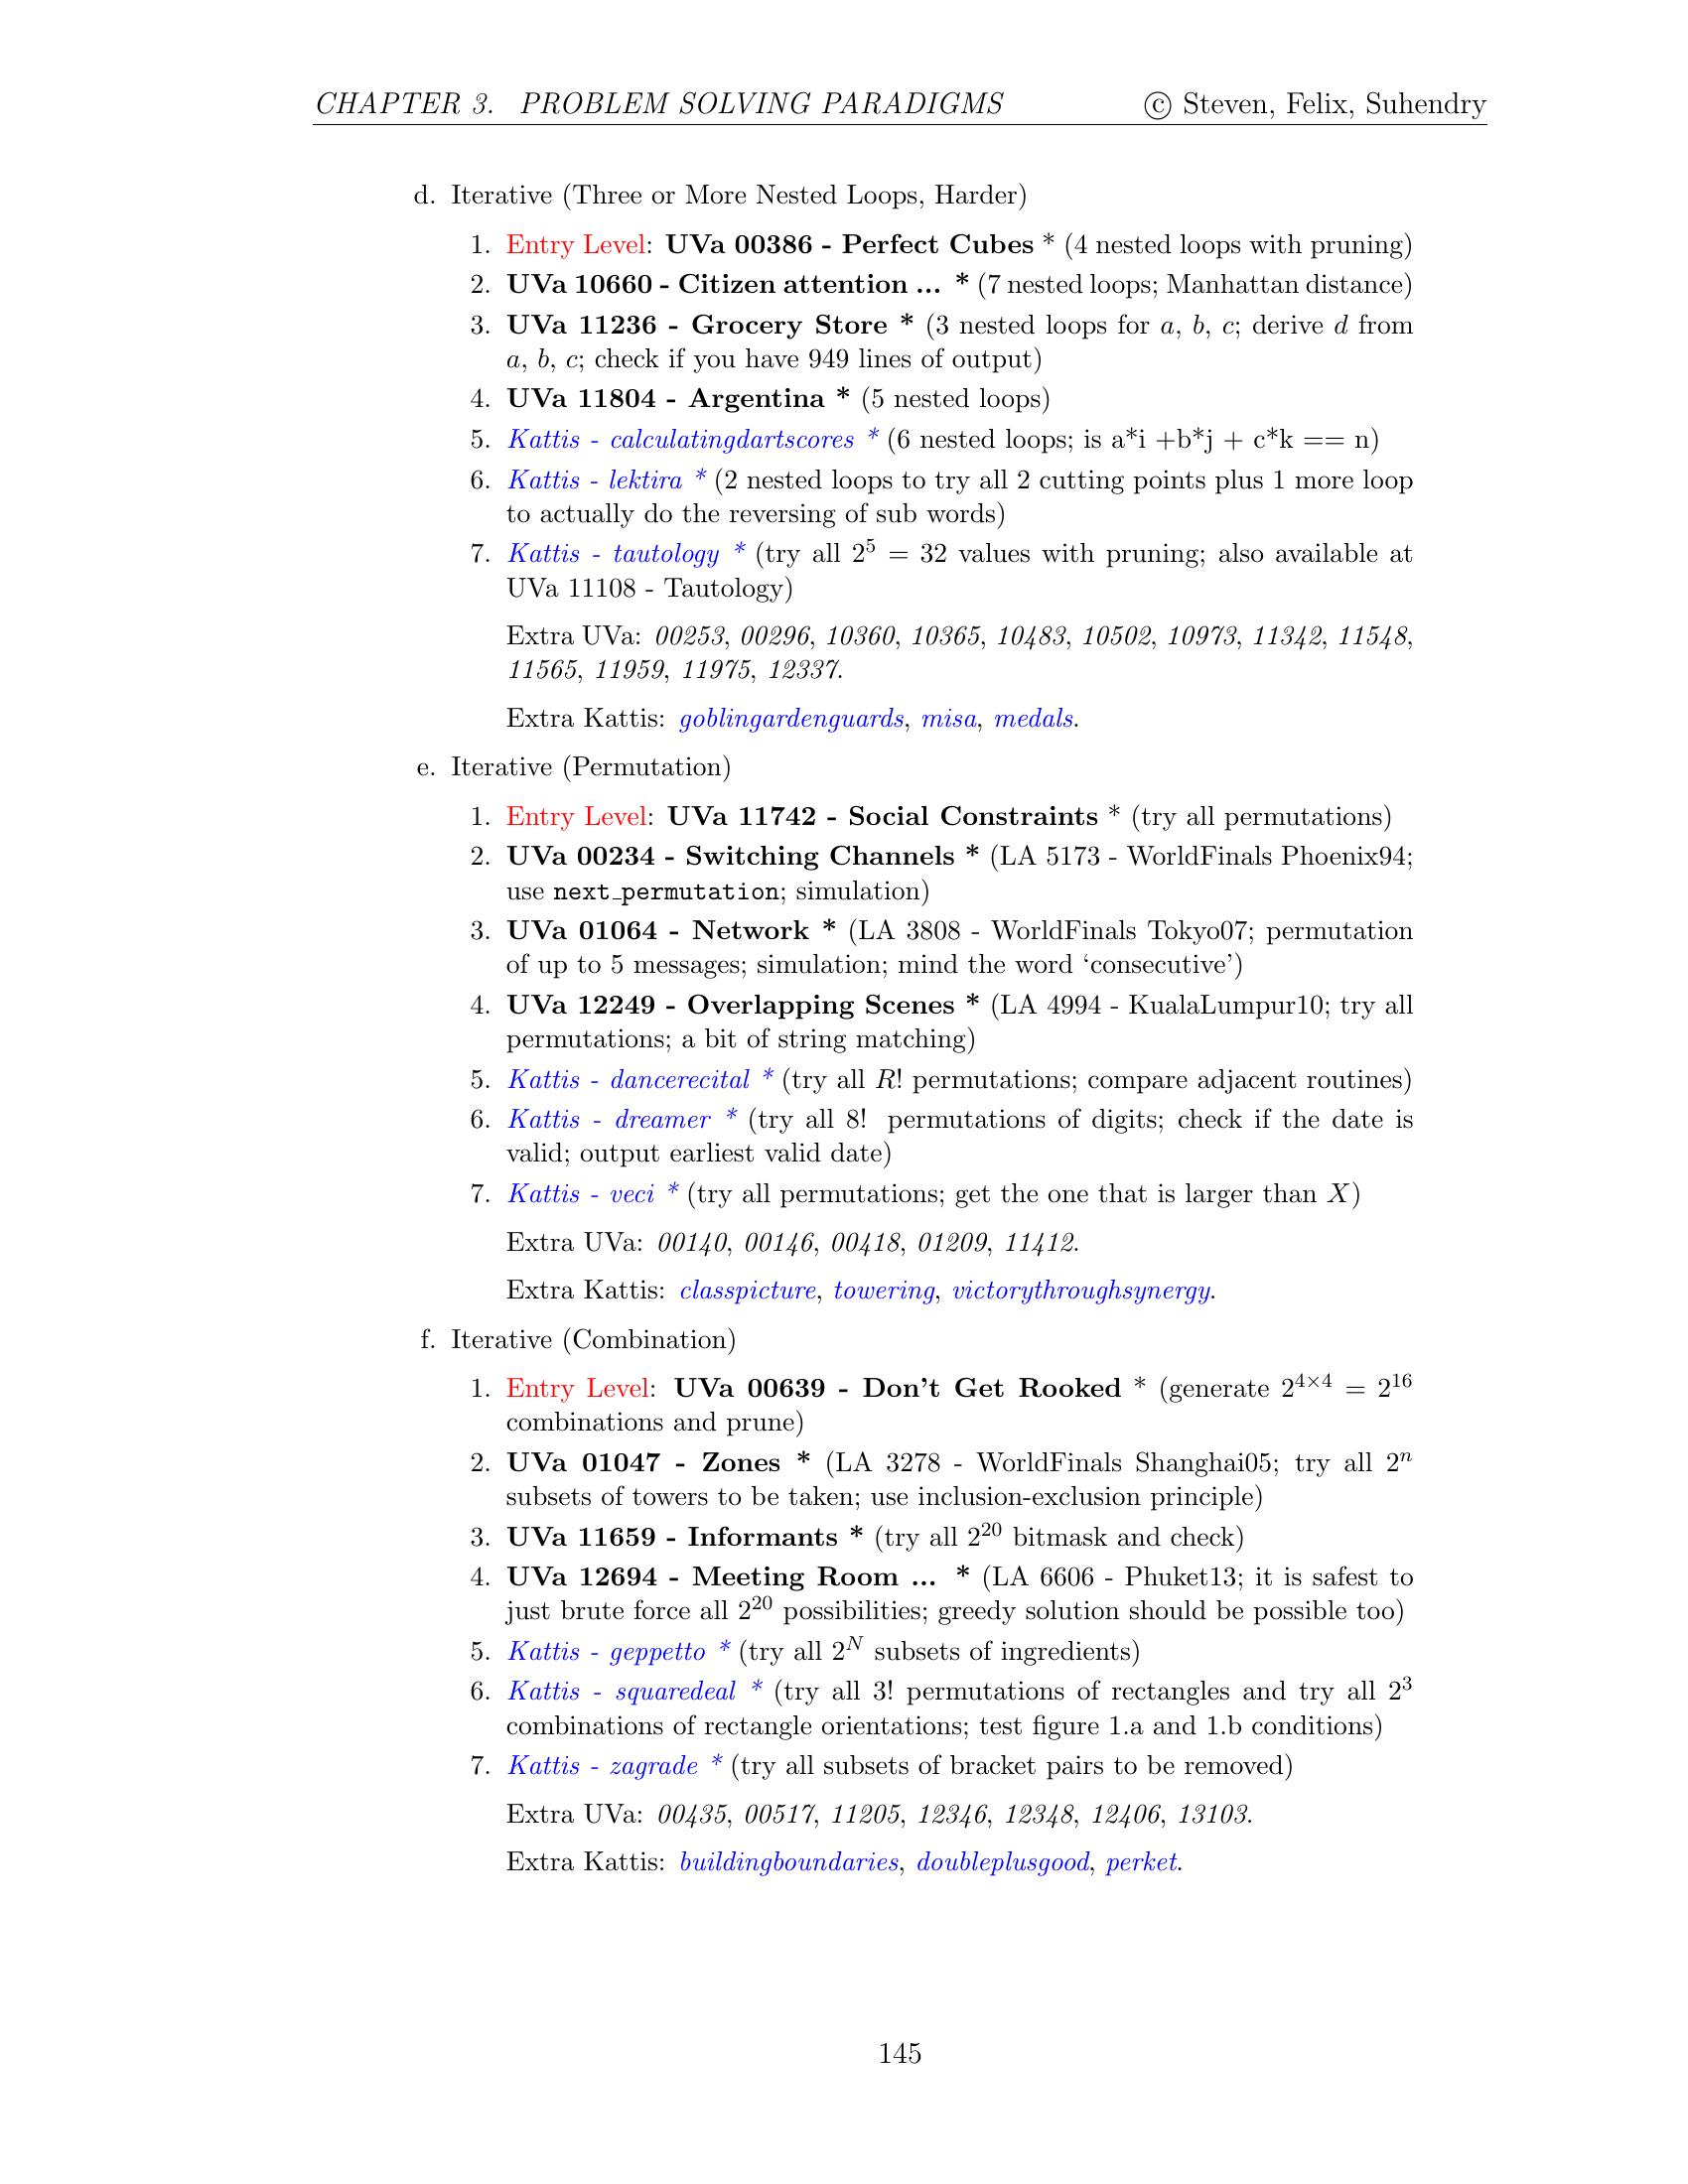 CHAPTER 3. PROBLEM SOLVING PARADIGMS © Steven, Felix, Suhendry
d. Iterative (Three or More Nested Loops, Harder)
1. Entry Level: UVa 00386 - Perfect Cubes * (4 nested loops with pruning)
2. UVa 10660 - Citizen attention ... * (7 nested loops; Manhattan distance)
3. UVa 11236 - Grocery Store * (3 nested loops for a, b, c; derive d from
a, b, c; check if you have 949 lines of output)
4. UVa 11804 - Argentina * (5 nested loops)
5. Kattis - calculatingdartscores * (6 nested loops; is a*i +b*j + c*k == n)
6. Kattis - lektira * (2 nested loops to try all 2 cutting points plus 1 more loop
to actually do the reversing of sub words)
7. Kattis - tautology * (try all 2⁵ = 32 values with pruning; also available at
UVa 11108 - Tautology)
Extra UVa: 00253, 00296, 10360, 10365, 10483, 10502, 10973, 11342, 11548,
11565, 11959, 11975, 12337.
Extra Kattis: goblingardenguards, misa, medals.
e. Iterative (Permutation)
1. Entry Level: UVa 11742 - Social Constraints * (try all permutations)
2. UVa 00234 - Switching Channels * (LA 5173 - WorldFinals Phoenix94;
use next_permutation; simulation)
3. UVa 01064 - Network * (LA 3808 - WorldFinals Tokyo07; permutation
of up to 5 messages; simulation; mind the word ‘consecutive’)
4. UVa 12249 - Overlapping Scenes * (LA 4994 - KualaLumpur10; try all
permutations; a bit of string matching)
5. Kattis - dancerecital * (try all R! permutations; compare adjacent routines)
6. Kattis - dreamer * (try all 8! permutations of digits; check if the date is
valid; output earliest valid date)
7. Kattis - veci * (try all permutations; get the one that is larger than X)
Extra UVa: 00140, 00146, 00418, 01209, 11412.
Extra Kattis: classpicture, towering, victorythroughsynergy.
f. Iterative (Combination)
1. Entry Level: UVa 00639 - Don’t Get Rooked * (generate 2⁴ˣ⁴ = 2¹⁶
combinations and prune)
2. UVa 01047 - Zones * (LA 3278 - WorldFinals Shanghai05; try all 2ⁿ
subsets of towers to be taken; use inclusion-exclusion principle)
3. UVa 11659 - Informants * (try all 2²⁰ bitmask and check)
4. UVa 12694 - Meeting Room ... * (LA 6606 - Phuket13; it is safest to
just brute force all 2²⁰ possibilities; greedy solution should be possible too)
5. Kattis - geppetto * (try all 2ᴺ subsets of ingredients)
6. Kattis - squaredeal * (try all 3! permutations of rectangles and try all 2³
combinations of rectangle orientations; test figure 1.a and 1.b conditions)
7. Kattis - zagrade * (try all subsets of bracket pairs to be removed)
Extra UVa: 00435, 00517, 11205, 12346, 12348, 12406, 13103.
Extra Kattis: buildingboundaries, doubleplusgood, perket.
145